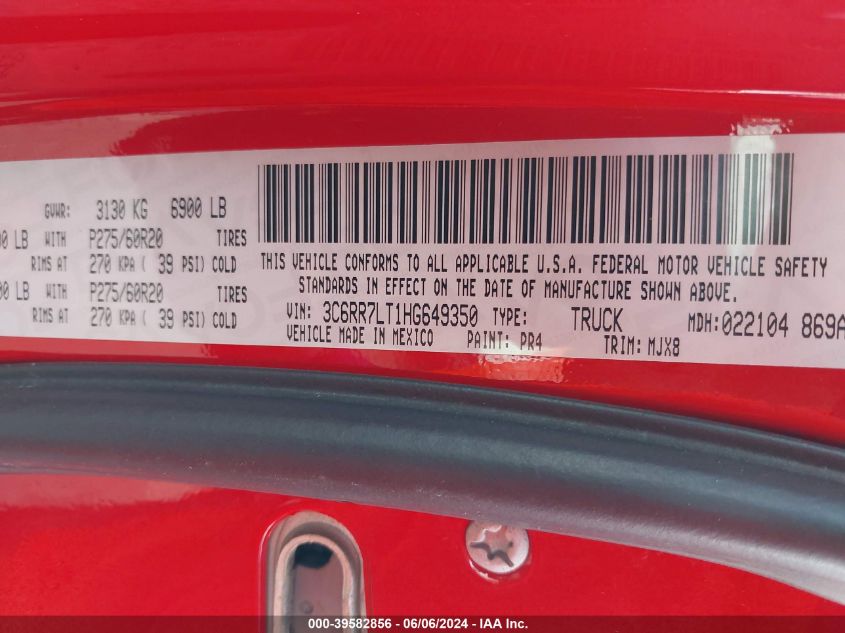 GVWR: 3130 KG 6900 LB
LB WITH P275/60R20 TIRES
RIMS AT 270 KPA ( 39 PSI) COLD
LB WITH P275/60R20 TIRES
RIMS AT 270 KPA ( 39 PSI) COLD
THIS VEHICLE CONFORMS TO ALL APPLICABLE U.S.A. FEDERAL MOTOR VEHICLE SAFETY
STANDARDS IN EFFECT ON THE DATE OF MANUFACTURE SHOWN ABOVE.
VIN: 3C6RR7LT1HG649350 TYPE: TRUCK MDH:022104 869A
VEHICLE MADE IN MEXICO PAINT: PR4 TRIM: MJX8
000-39582856 - 06/06/2024 - IAA Inc.